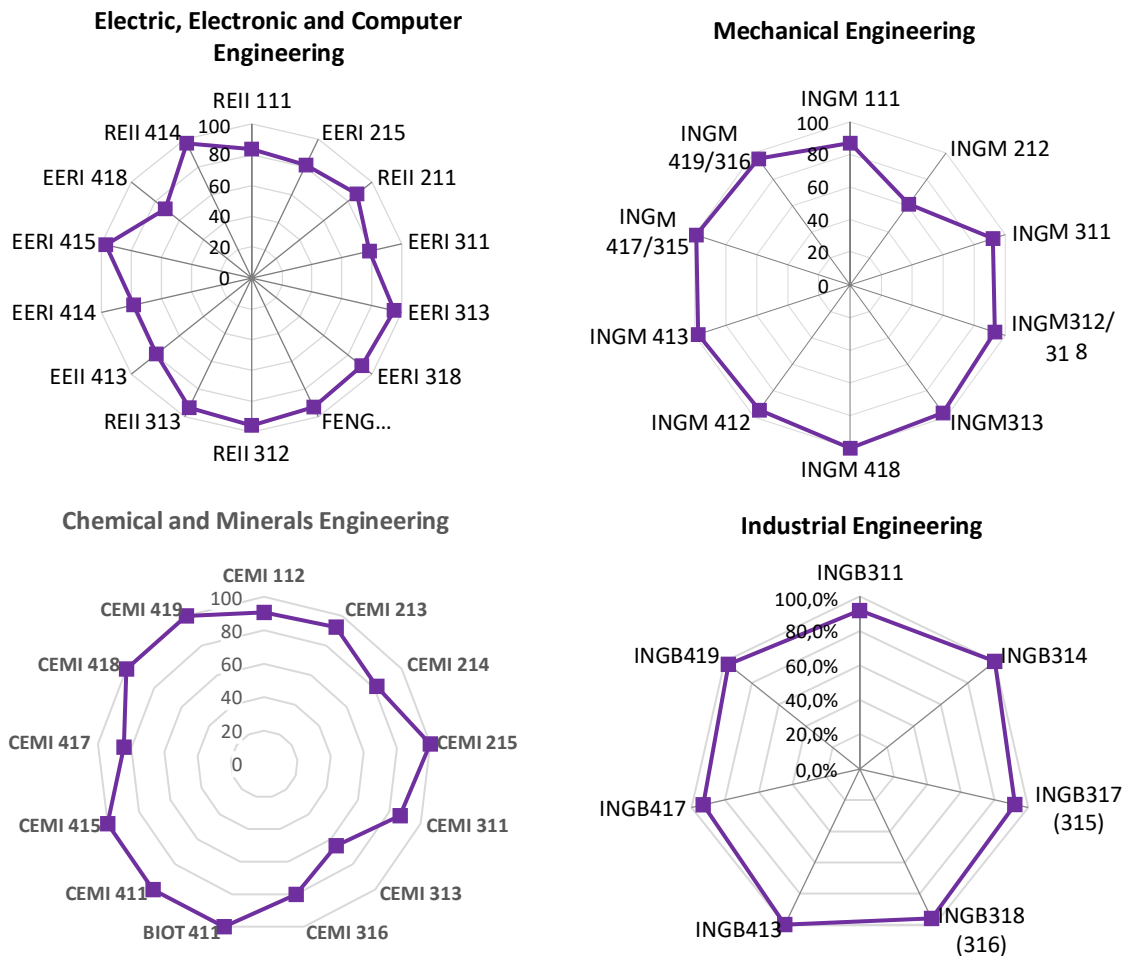 Electric, Electronic and Computer
Engineering
REII 111
EERI 215
REII 211
EERI 311
EERI 313
EERI 318
FENG...
REII 312
REII 313
EEII 413
EERI 414
EERI 415
EERI 418
REII 414
100
80
60
40
20
0
Mechanical Engineering
INGM 111
INGM 212
INGM 311
INGM312/
31 8
INGM313
INGM 418
INGM 412
INGM 413
INGM
417/315
INGM
419/316
100
80
60
40
20
0
Chemical and Minerals Engineering
CEMI 112
CEMI 213
CEMI 214
CEMI 215
CEMI 311
CEMI 313
CEMI 316
BIOT 411
CEMI 411
CEMI 415
CEMI 417
CEMI 418
CEMI 419
100
80
60
40
20
0
Industrial Engineering
INGB311
INGB314
INGB317
(315)
INGB318
(316)
INGB413
INGB417
INGB419
100,0%
80,0%
60,0%
40,0%
20,0%
0,0%